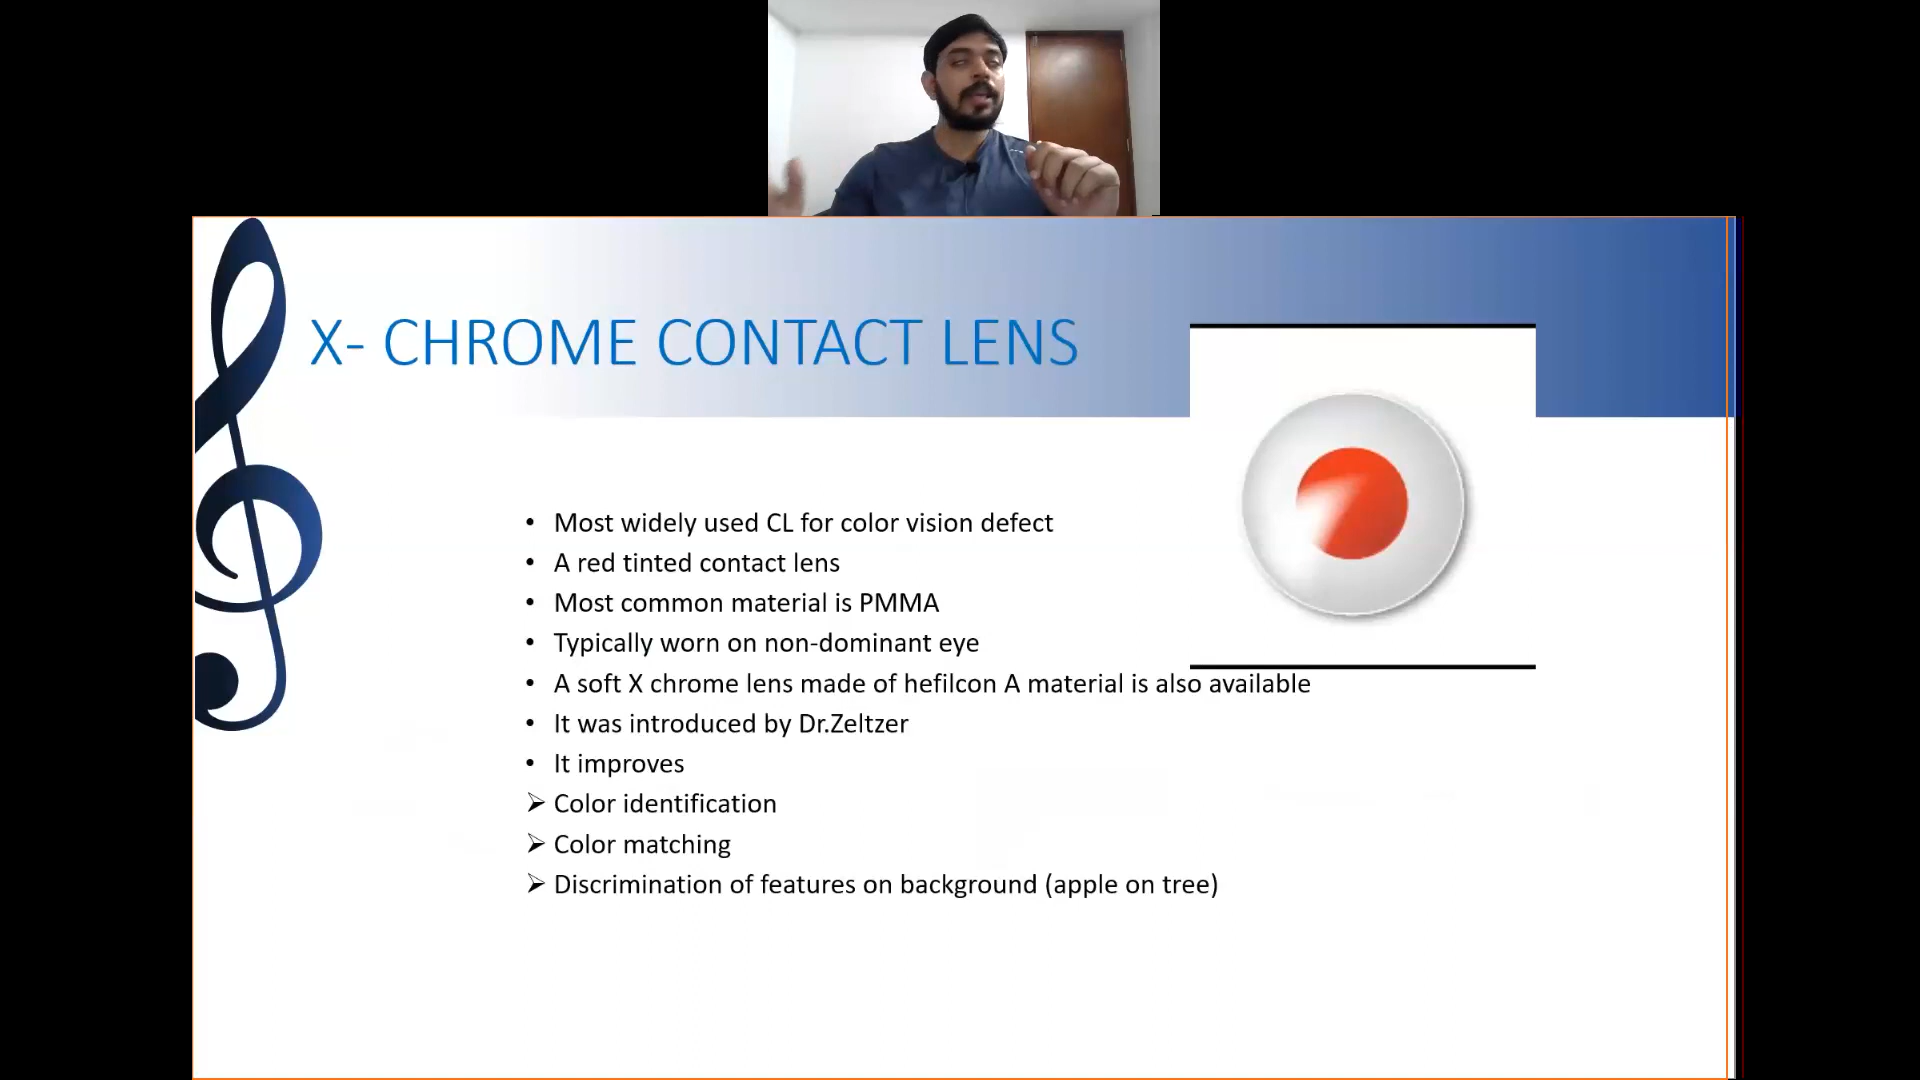 X- CHROME CONTACT LENS
• Most widely used CL for color vision defect
• A red tinted contact lens
• Most common material is PMMA
• Typically worn on non-dominant eye
• A soft X chrome lens made of hefilcon A material is also available
• It was introduced by Dr.Zeltzer
• It improves
➢ Color identification
➢ Color matching
➢ Discrimination of features on background (apple on tree)